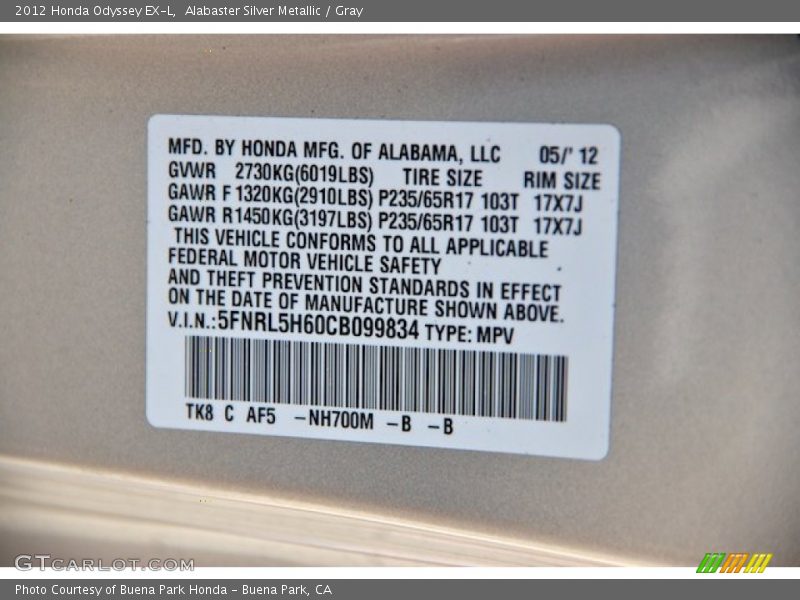 2012 Honda Odyssey EX-L, Alabaster Silver Metallic / Gray
MFD. BY HONDA MFG. OF ALABAMA, LLC 05/' 12
GVWR 2730KG(6019LBS) TIRE SIZE RIM SIZE
GAWR F 1320KG(2910LBS) P235/65R17 103T 17X7J
GAWR R1450KG(3197LBS) P235/65R17 103T 17X7J
THIS VEHICLE CONFORMS TO ALL APPLICABLE
FEDERAL MOTOR VEHICLE SAFETY
AND THEFT PREVENTION STANDARDS IN EFFECT
ON THE DATE OF MANUFACTURE SHOWN ABOVE.
V.I.N.:5FNRL5H60CB099834 TYPE: MPV
TK8 C AF5 -NH700M -B -B
GTCARLOT.COM
Photo Courtesy of Buena Park Honda - Buena Park, CA